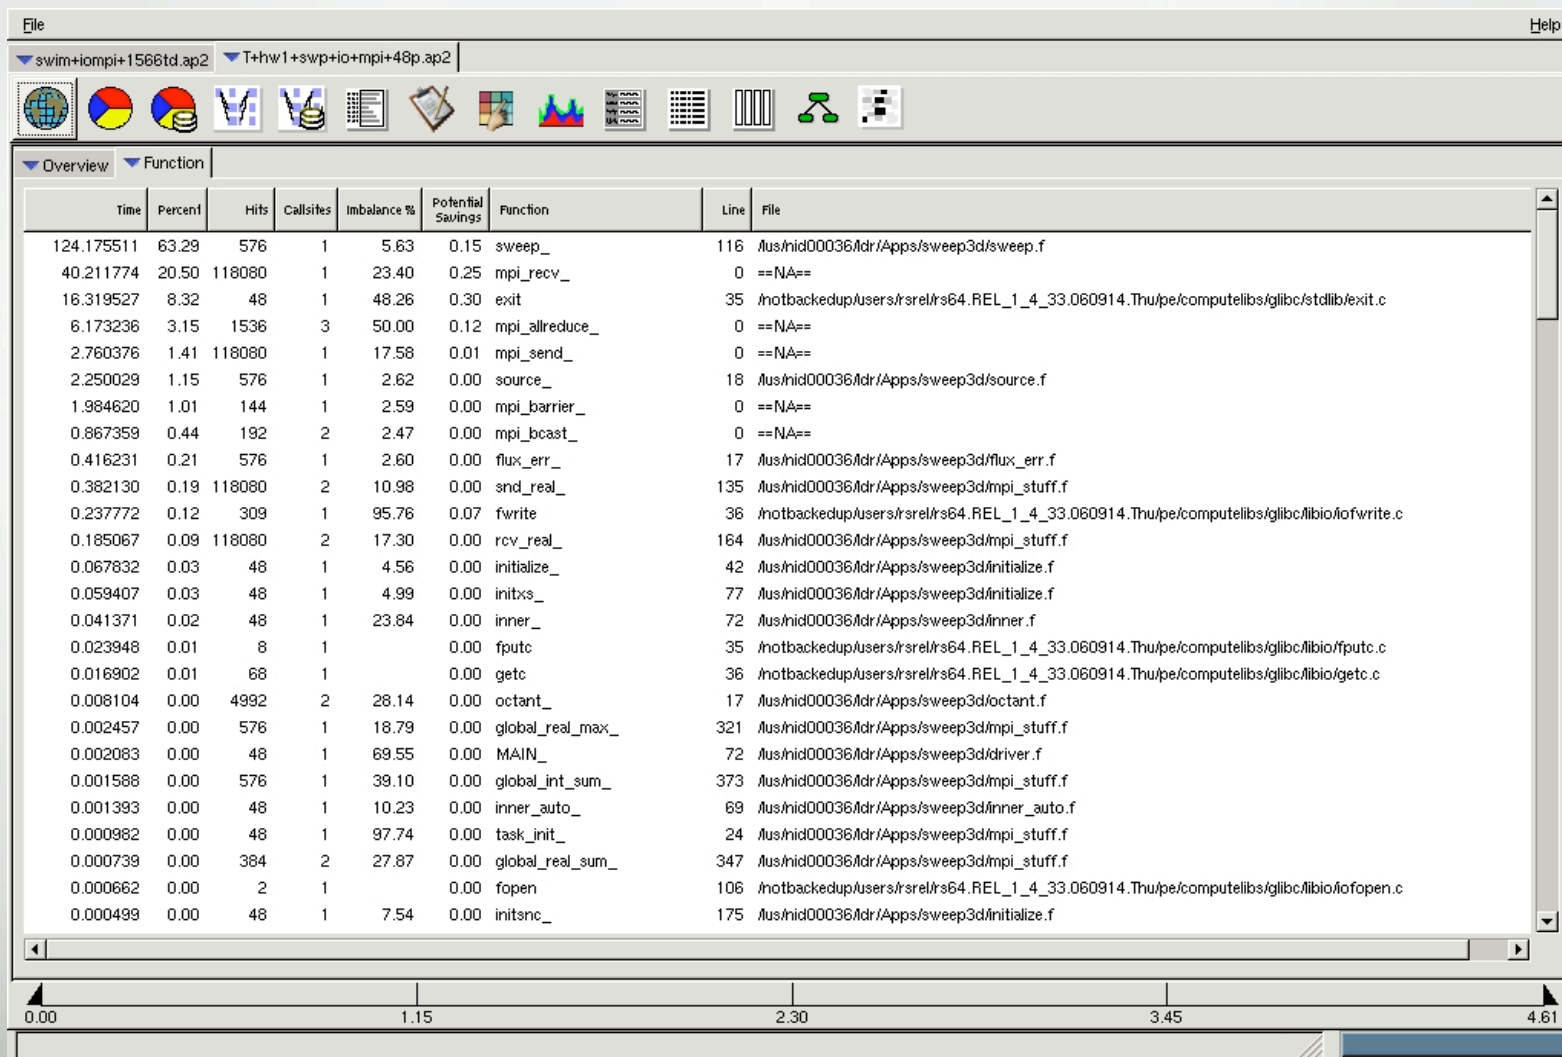 File Help
swim+iompi+1566td.ap2 T+hw1+swp+io+mpi+48p.ap2
Overview Function
Time Percent Hits Callsites Imbalance % Potential Savings Function Line File
124.175511 63.29 576 1 5.63 0.15 sweep_ 116 /lus/nid00036/ldr/Apps/sweep3d/sweep.f
40.211774 20.50 118080 1 23.40 0.25 mpi_recv_ 0 ==NA==
16.319527 8.32 48 1 48.26 0.30 exit 35 /notbackedup/users/rsrel/rs64.REL_1_4_33.060914.Thu/pe/computelibs/glibc/stdlib/exit.c
6.173236 3.15 1536 3 50.00 0.12 mpi_allreduce_ 0 ==NA==
2.760376 1.41 118080 1 17.58 0.01 mpi_send_ 0 ==NA==
2.250029 1.15 576 1 2.62 0.00 source_ 18 /lus/nid00036/ldr/Apps/sweep3d/source.f
1.984620 1.01 144 1 2.59 0.00 mpi_barrier_ 0 ==NA==
0.867359 0.44 192 2 2.47 0.00 mpi_bcast_ 0 ==NA==
0.416231 0.21 576 1 2.60 0.00 flux_err_ 17 /lus/nid00036/ldr/Apps/sweep3d/flux_err.f
0.382130 0.19 118080 2 10.98 0.00 snd_real_ 135 /lus/nid00036/ldr/Apps/sweep3d/mpi_stuff.f
0.237772 0.12 309 1 95.76 0.07 fwrite 36 /notbackedup/users/rsrel/rs64.REL_1_4_33.060914.Thu/pe/computelibs/glibc/libio/iofwrite.c
0.185067 0.09 118080 2 17.30 0.00 rcv_real_ 164 /lus/nid00036/ldr/Apps/sweep3d/mpi_stuff.f
0.067832 0.03 48 1 4.56 0.00 initialize_ 42 /lus/nid00036/ldr/Apps/sweep3d/initialize.f
0.059407 0.03 48 1 4.99 0.00 initxs_ 77 /lus/nid00036/ldr/Apps/sweep3d/initialize.f
0.041371 0.02 48 1 23.84 0.00 inner_ 72 /lus/nid00036/ldr/Apps/sweep3d/inner.f
0.023948 0.01 8 1 0.00 fputc 35 /notbackedup/users/rsrel/rs64.REL_1_4_33.060914.Thu/pe/computelibs/glibc/libio/fputc.c
0.016902 0.01 68 1 0.00 getc 36 /notbackedup/users/rsrel/rs64.REL_1_4_33.060914.Thu/pe/computelibs/glibc/libio/getc.c
0.008104 0.00 4992 2 28.14 0.00 octant_ 17 /lus/nid00036/ldr/Apps/sweep3d/octant.f
0.002457 0.00 576 1 18.79 0.00 global_real_max_ 321 /lus/nid00036/ldr/Apps/sweep3d/mpi_stuff.f
0.002083 0.00 48 1 69.55 0.00 MAIN_ 72 /lus/nid00036/ldr/Apps/sweep3d/driver.f
0.001588 0.00 576 1 39.10 0.00 global_int_sum_ 373 /lus/nid00036/ldr/Apps/sweep3d/mpi_stuff.f
0.001393 0.00 48 1 10.23 0.00 inner_auto_ 69 /lus/nid00036/ldr/Apps/sweep3d/inner_auto.f
0.000982 0.00 48 1 97.74 0.00 task_init_ 24 /lus/nid00036/ldr/Apps/sweep3d/mpi_stuff.f
0.000739 0.00 384 2 27.87 0.00 global_real_sum_ 347 /lus/nid00036/ldr/Apps/sweep3d/mpi_stuff.f
0.000662 0.00 2 1 0.00 fopen 106 /notbackedup/users/rsrel/rs64.REL_1_4_33.060914.Thu/pe/computelibs/glibc/libio/iofopen.c
0.000499 0.00 48 1 7.54 0.00 initsnc_ 175 /lus/nid00036/ldr/Apps/sweep3d/initialize.f
0.00 1.15 2.30 3.45 4.61